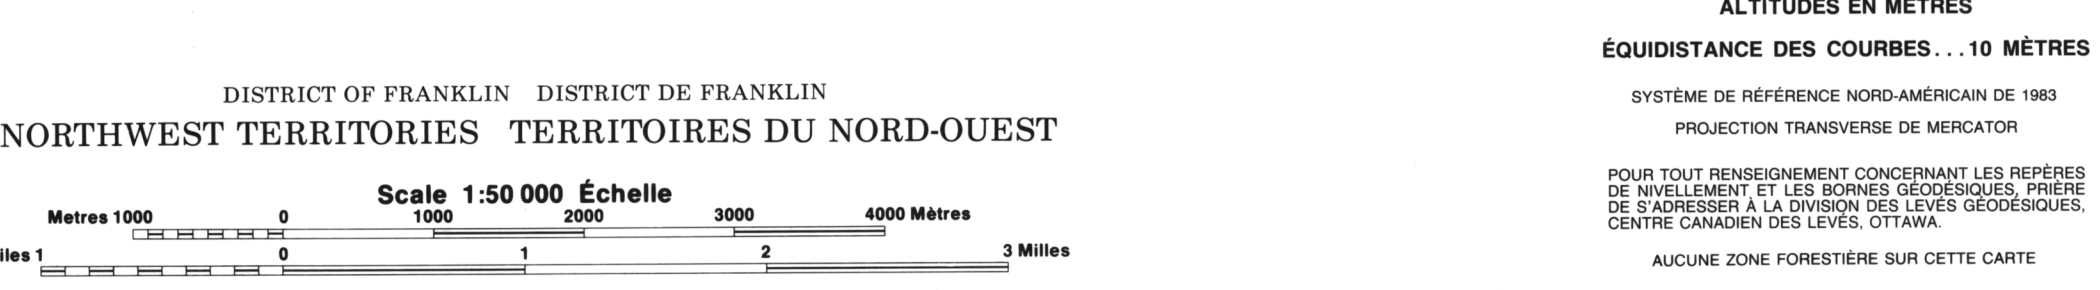 DISTRICT OF FRANKLIN DISTRICT DE FRANKLIN
NORTHWEST TERRITORIES TERRITOIRES DU NORD-OUEST
Scale 1:50 000 Échelle
Metres 1000 0 1000 2000 3000 4000 Mètres
iles 1 0 1 2 3 Milles
ALTITUDES EN MÈTRES
ÉQUIDISTANCE DES COURBES...10 MÈTRES
SYSTÈME DE RÉFÉRENCE NORD-AMÉRICAIN DE 1983
PROJECTION TRANSVERSE DE MERCATOR
POUR TOUT RENSEIGNEMENT CONCERNANT LES REPÈRES
DE NIVELLEMENT ET LES BORNES GÉODÉSIQUES, PRIÈRE
DE S'ADRESSER À LA DIVISION DES LEVÉS GÉODÉSIQUES,
CENTRE CANADIEN DES LEVÉS, OTTAWA.
AUCUNE ZONE FORESTIÈRE SUR CETTE CARTE